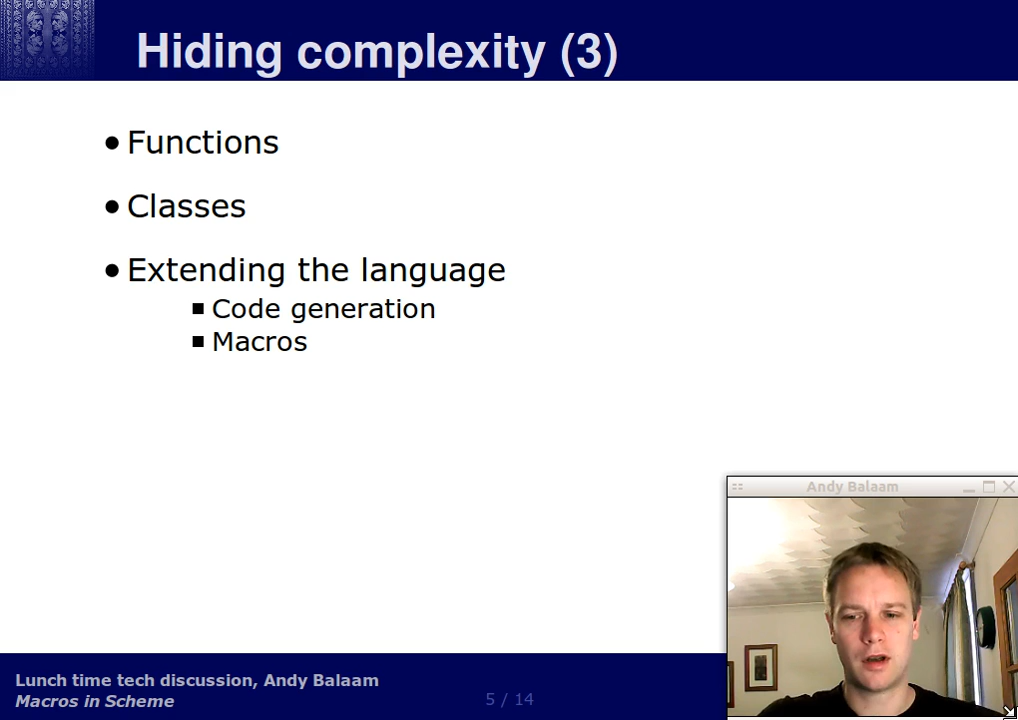 Hiding complexity (3)
Functions
Classes
Extending the language
Code generation
Macros
Andy Balaam
Lunch time tech discussion, Andy Balaam
Macros in Scheme
5 / 14